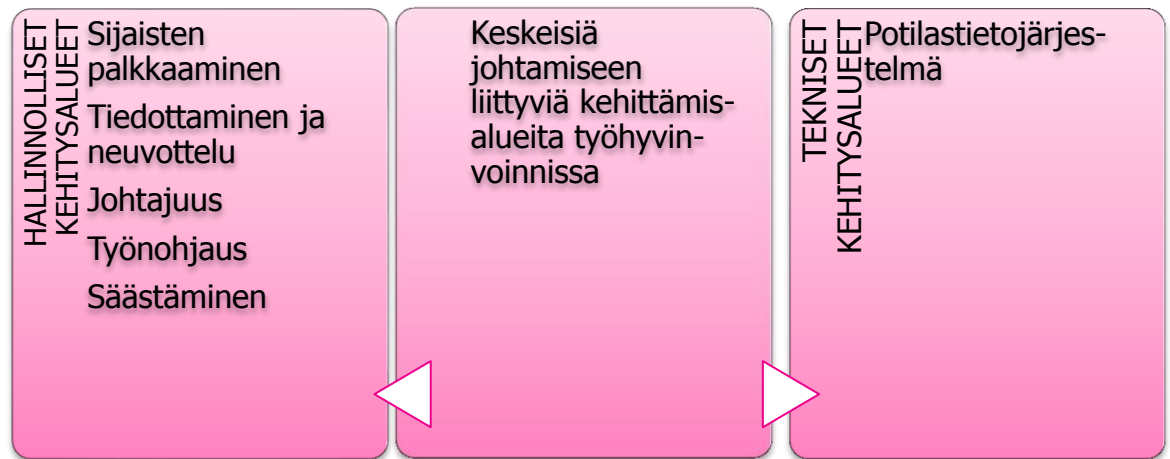 HALLINNOLLISET
KEHITYSALUEET
Sijaisten
palkkaaminen
Tiedottaminen ja
neuvottelu
Johtajuus
Työnohjaus
Säästäminen
Keskeisiä
johtamiseen
liittyviä kehittämis-
alueita työhyvin-
voinnissa
TEKNISET
KEHITYSALUEET
Potilastietojärjes-
telmä